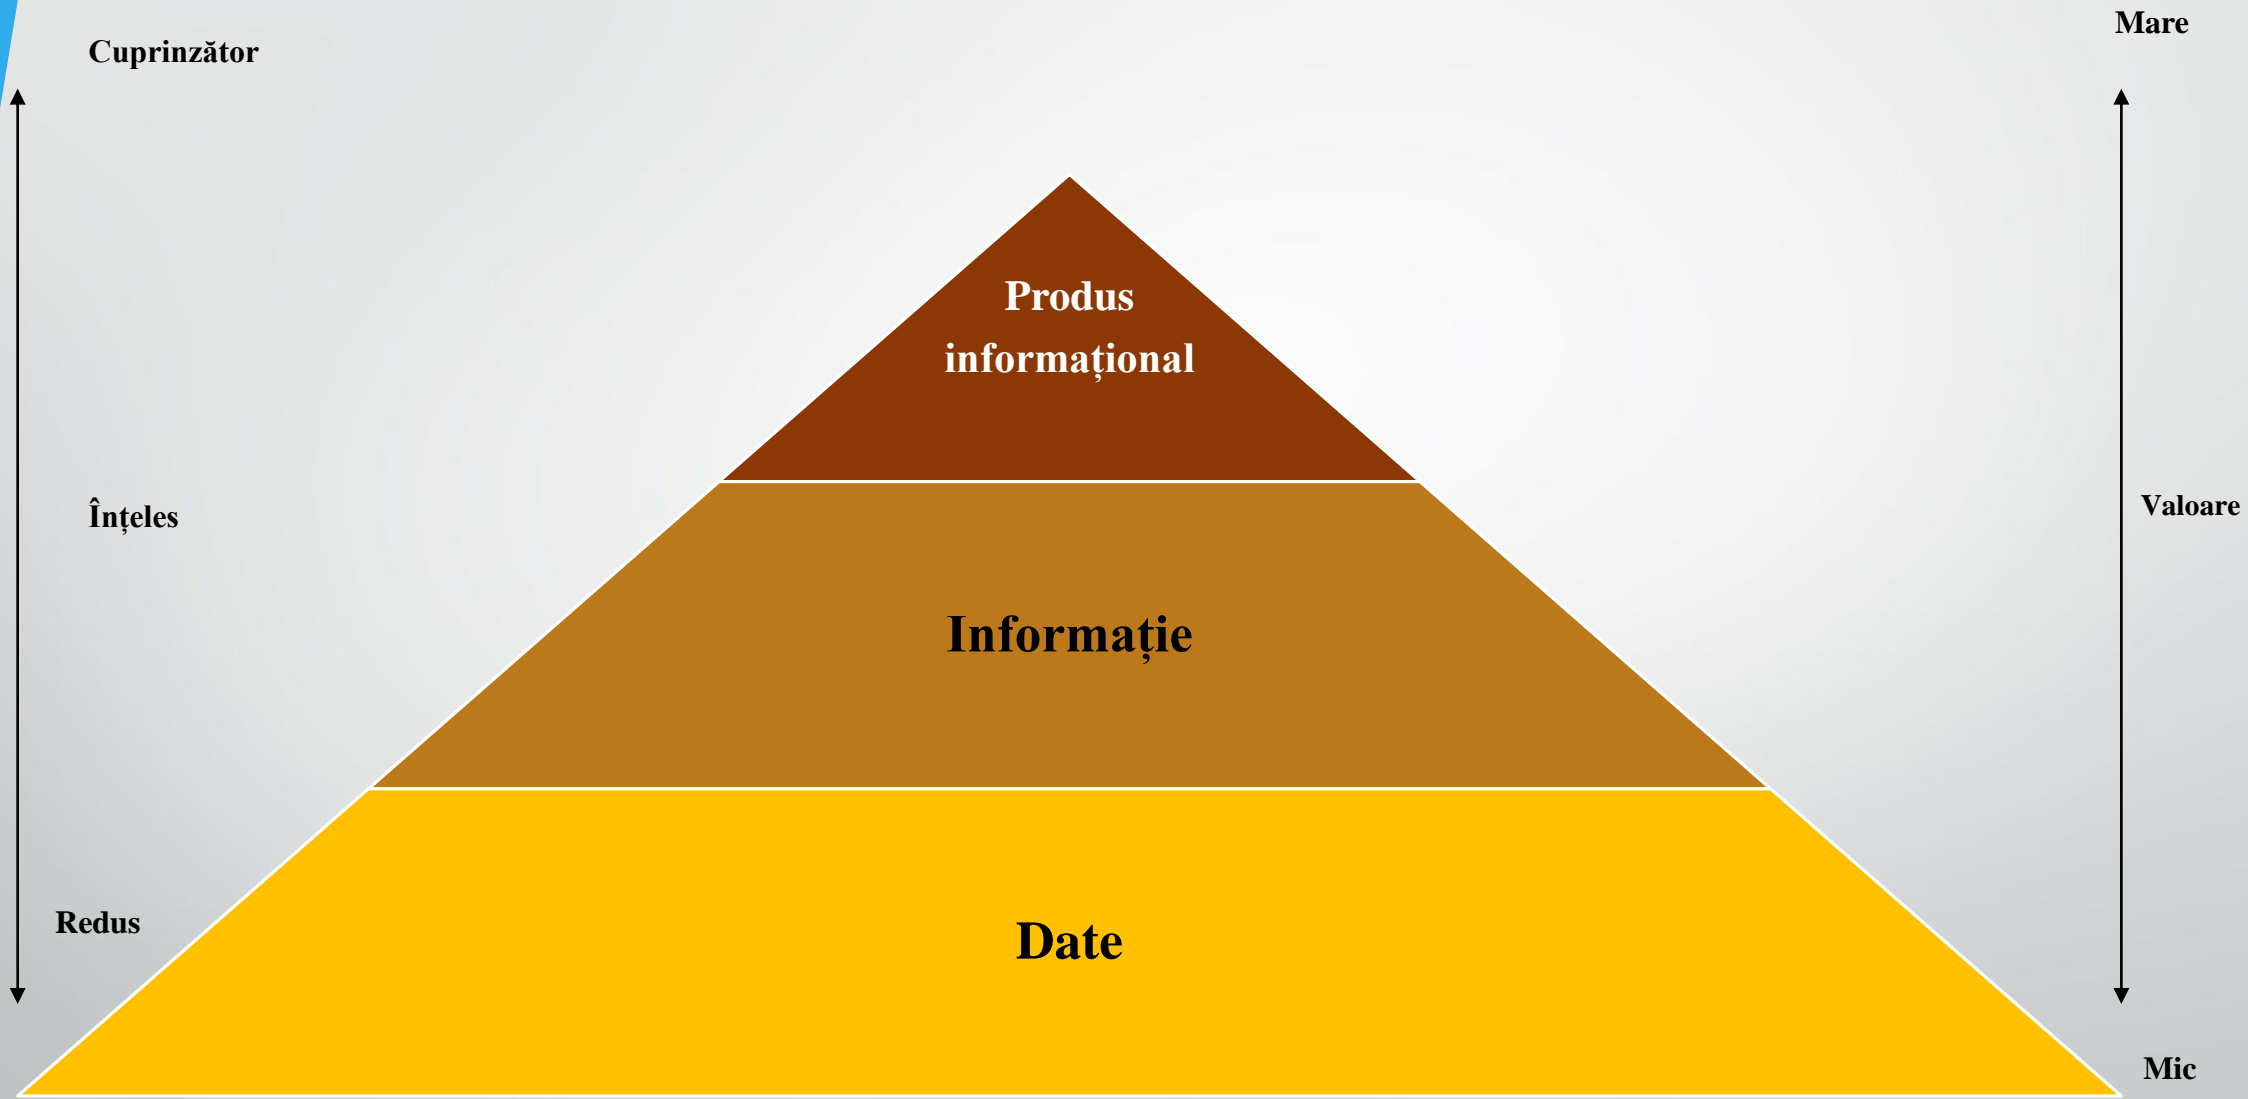 Cuprinzător
Mare
Produs
informațional
Înțeles
Valoare
Informație
Redus
Date
Mic